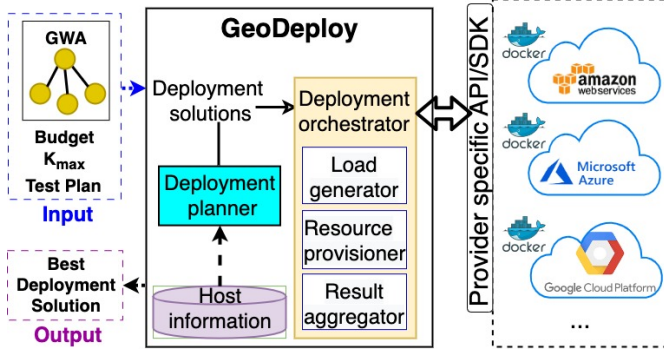 GWA
Budget
Kmax
Test Plan
Input
Best
Deployment
Solution
Output
GeoDeploy
Deployment
solutions
Deployment
planner
Host
information
Deployment
orchestrator
Load
generator
Resource
provisioner
Result
aggregator
Provider specific API/SDK
docker
amazon
webservices
docker
Microsoft
Azure
docker
Google Cloud Platform
...